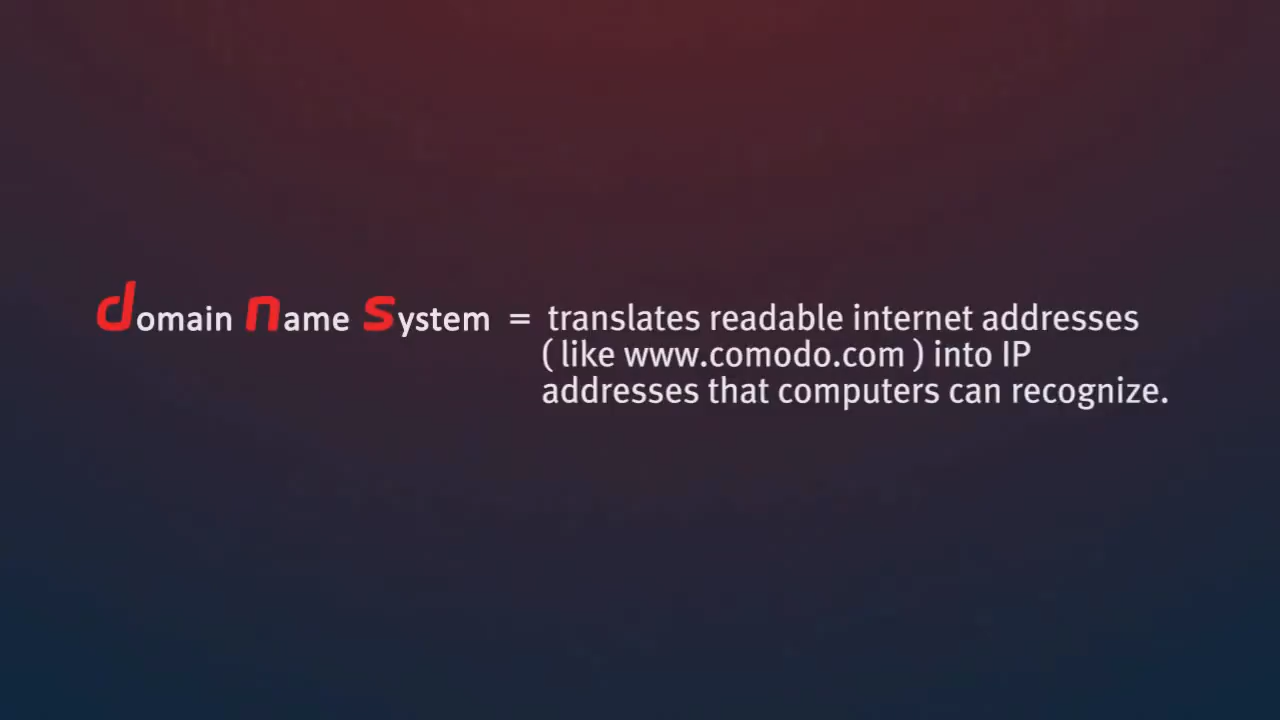 domain name system = translates readable internet addresses
( like www.comodo.com ) into IP
addresses that computers can recognize.